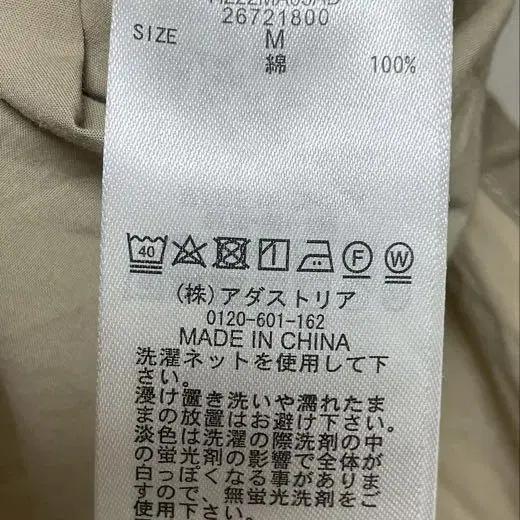 26721800
SIZE M
綿 100%
40
F W
(株)アダストリア
0120-601-162
MADE IN CHINA
洗濯ネットを使用して下
さい。
浸け置き洗いや濡れたま
まの放置はお避け下さい。
淡色は洗濯の際洗剤の中
の蛍光剤の影響で全体が
白っぽくなる事がありま
すので、無蛍光洗剤をご
使用下さい。